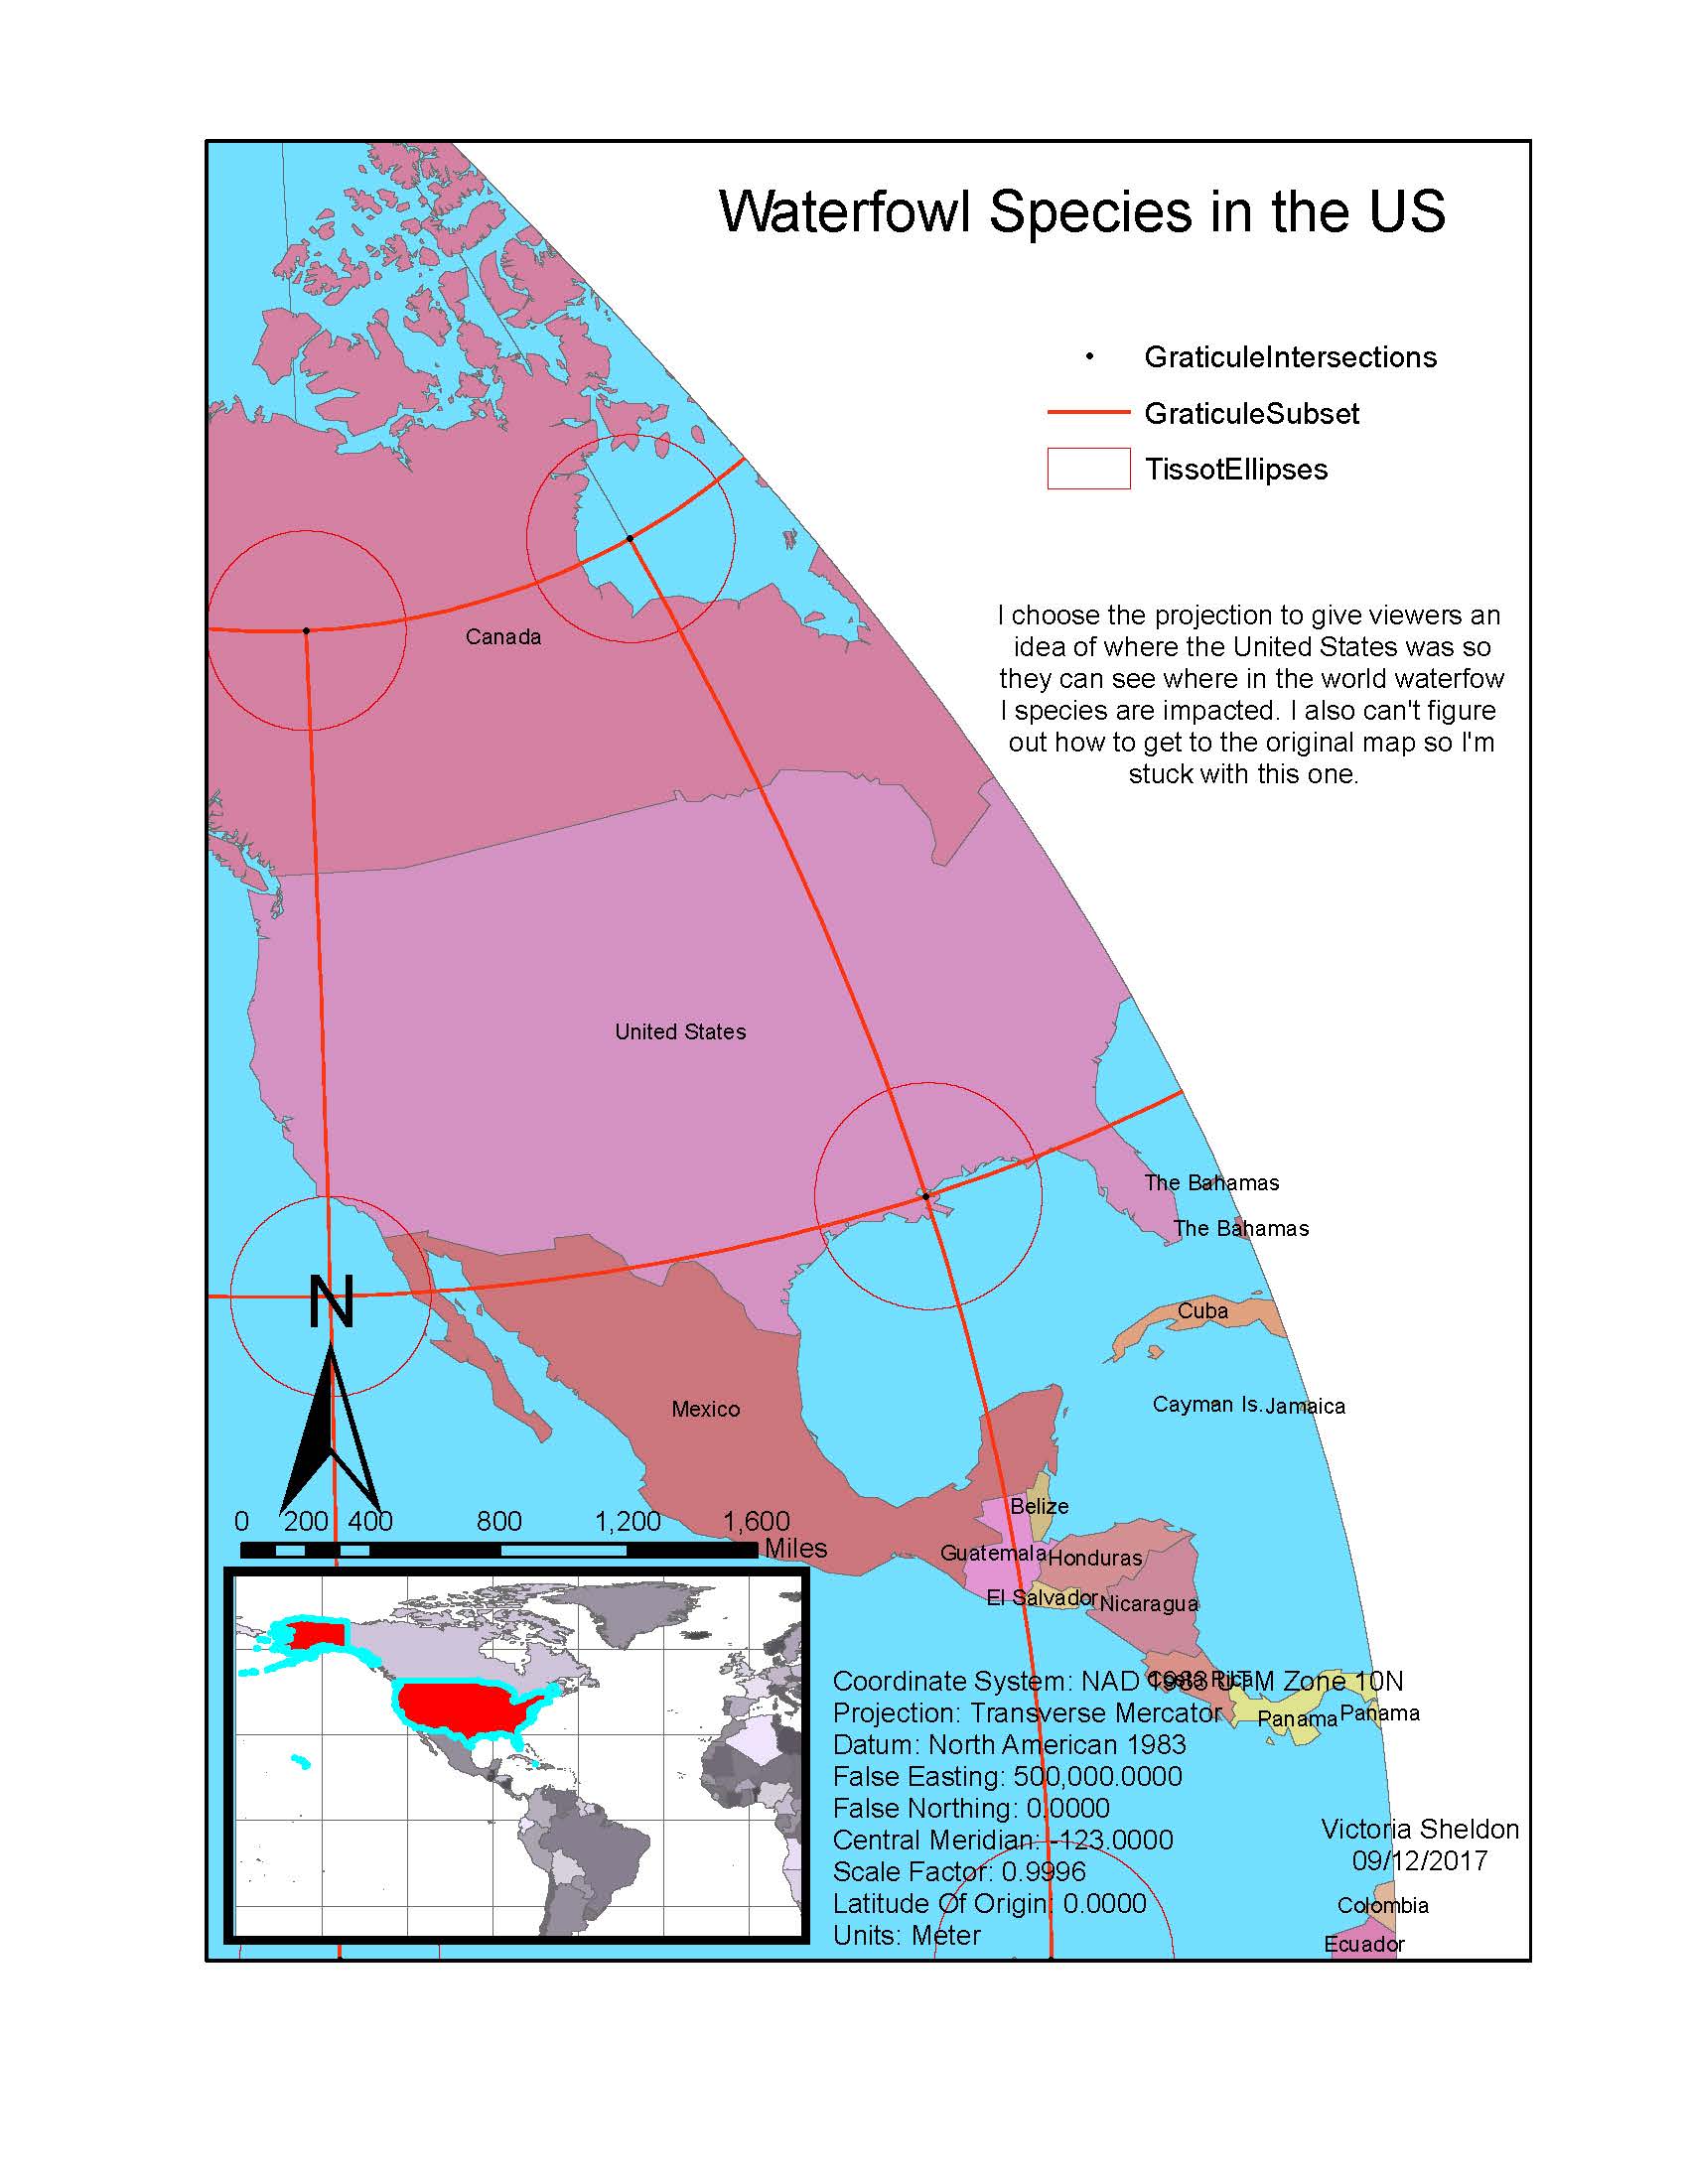 Waterfowl Species in the US
GraticuleIntersections
GraticuleSubset
TissotEllipses
I choose the projection to give viewers an
idea of where the United States was so
they can see where in the world waterfow
l species are impacted. I also can't figure
out how to get to the original map so I'm
stuck with this one.
Canada
United States
The Bahamas
The Bahamas
N
Cuba
Mexico
Cayman Is. Jamaica
Belize
0 200 400 800 1,200 1,600
Miles
Guatemala Honduras
El Salvador Nicaragua
Costa Rica
Panama Panama
Coordinate System: NAD 1983 UTM Zone 10N
Projection: Transverse Mercator
Datum: North American 1983
False Easting: 500,000.0000
False Northing: 0.0000
Central Meridian: -123.0000
Scale Factor: 0.9996
Latitude Of Origin: 0.0000
Units: Meter
Victoria Sheldon
09/12/2017
Colombia
Ecuador